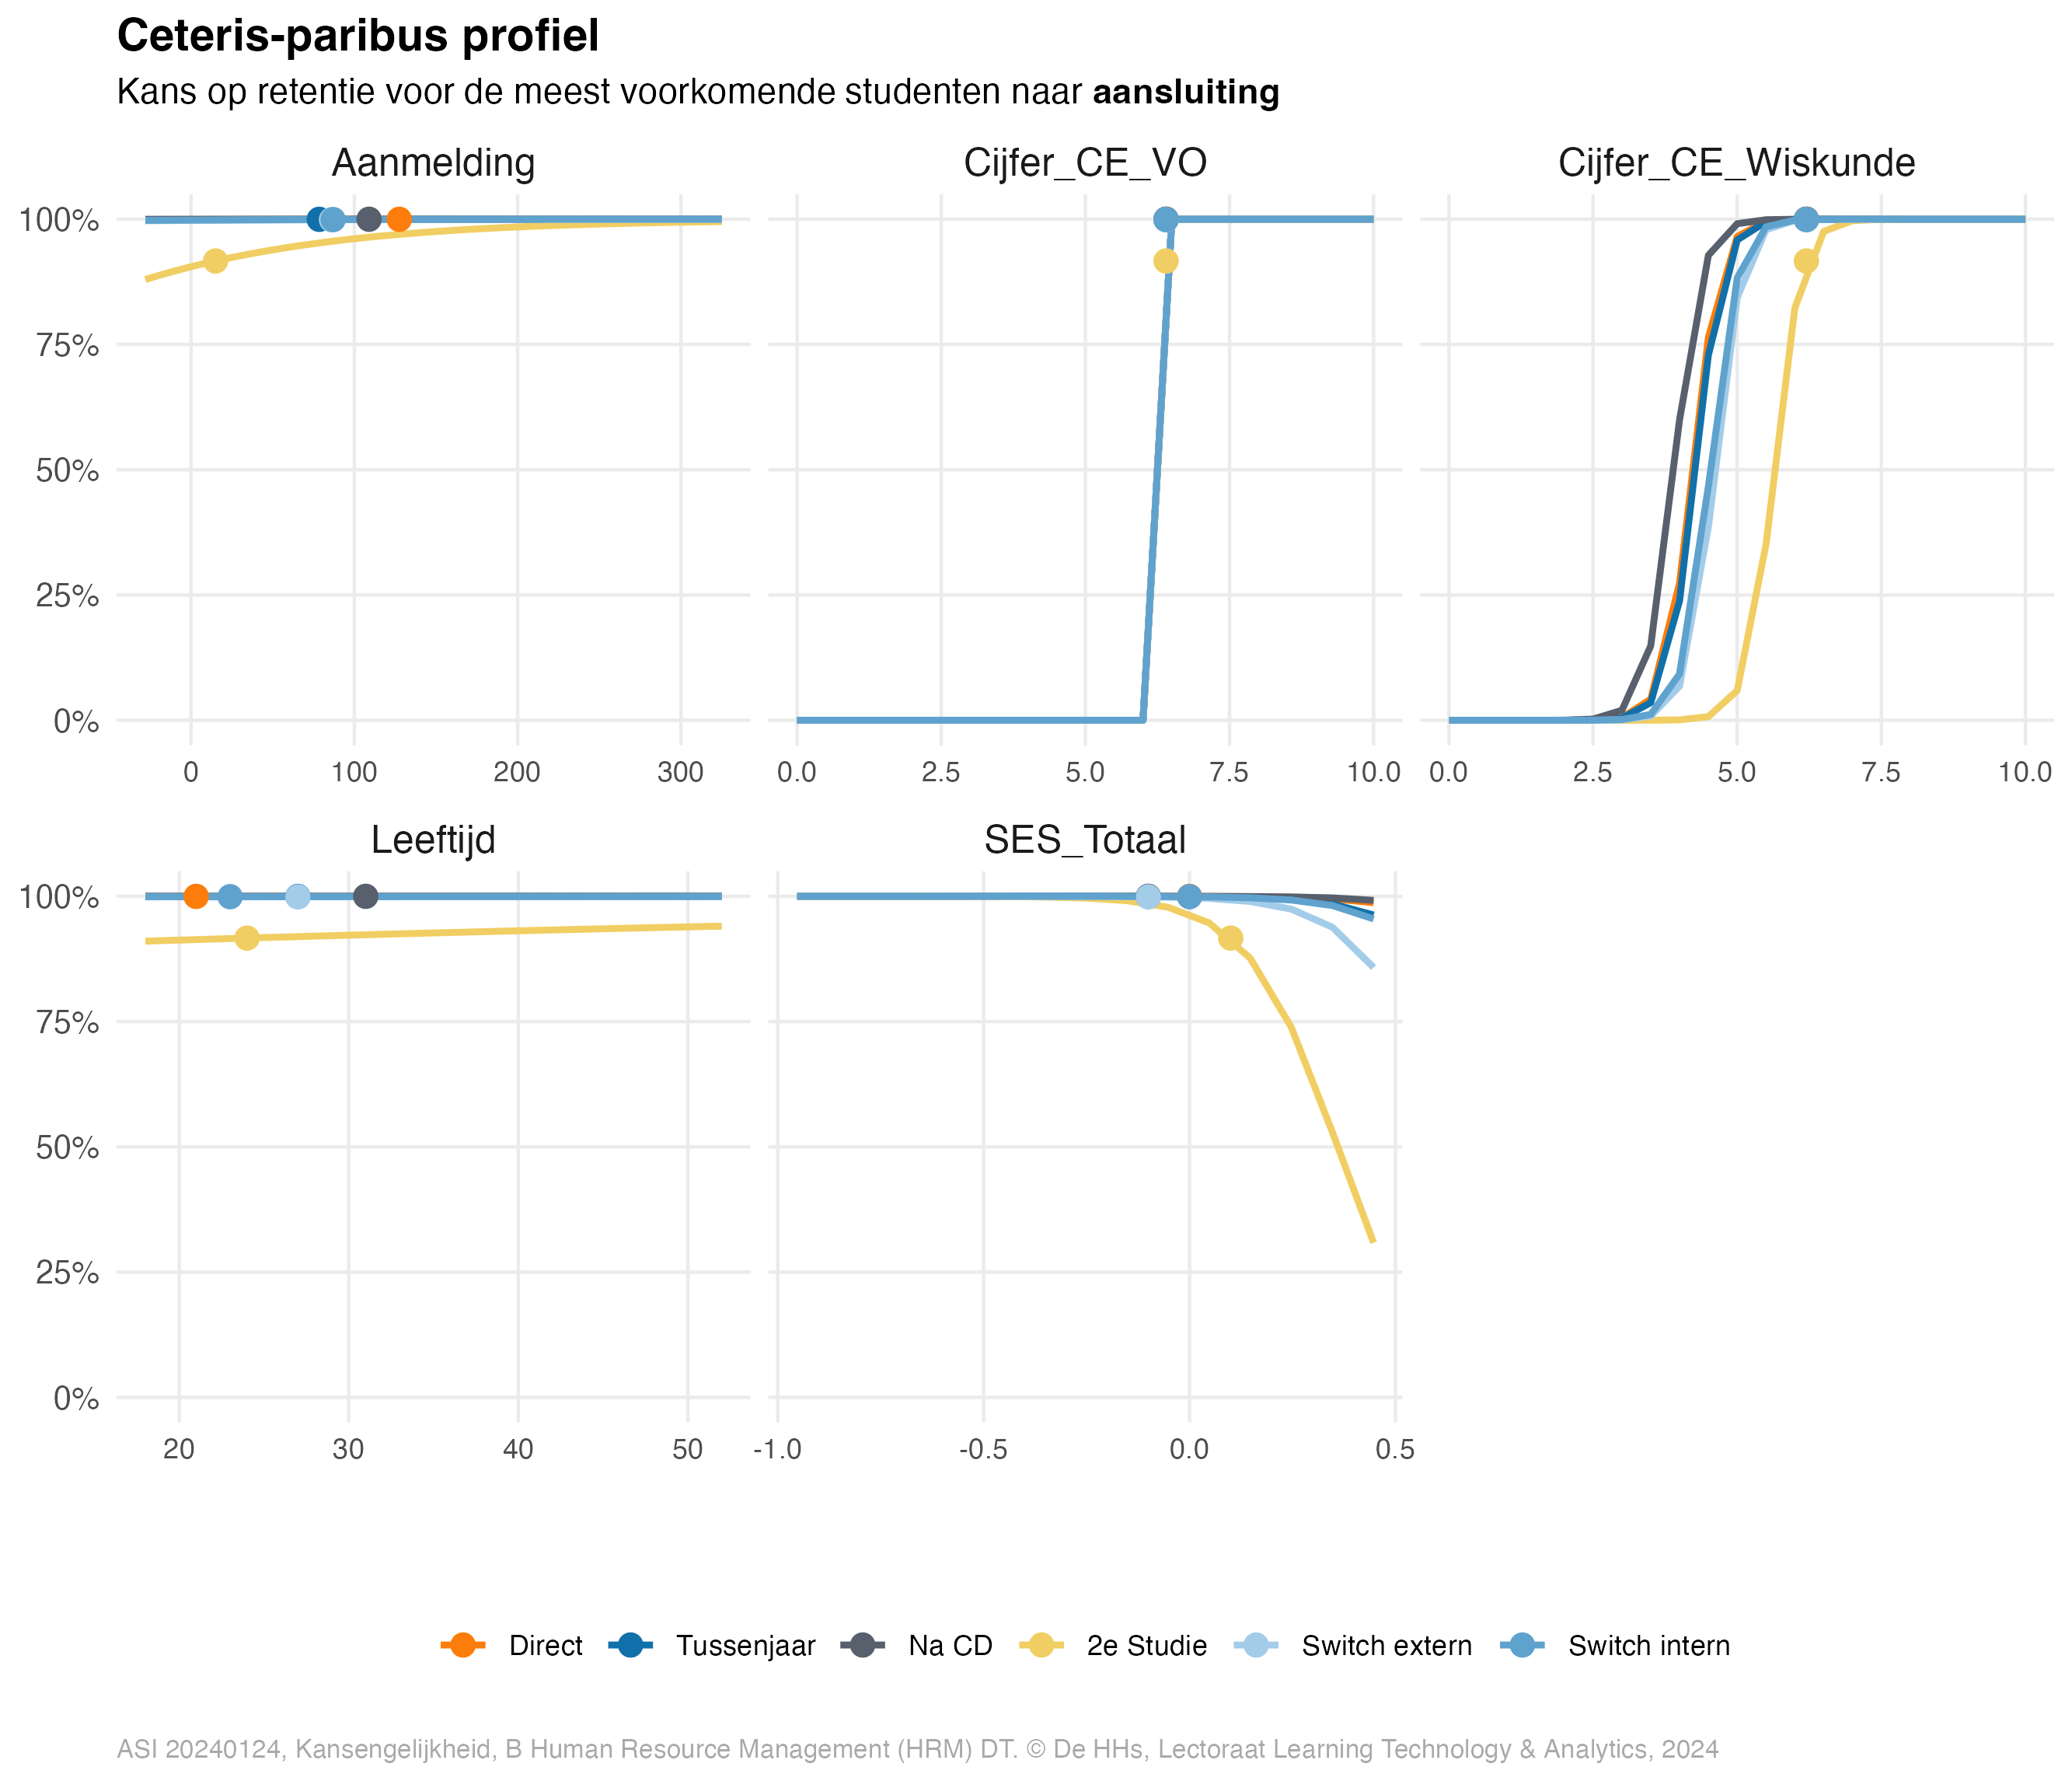 Ceteris-paribus profiel
Kans op retentie voor de meest voorkomende studenten naar aansluiting
Aanmelding
Cijfer_CE_VO
Cijfer_CE_Wiskunde
100%
75%
50%
25%
0%
0 100 200 300
0.0 2.5 5.0 7.5 10.0
0.0 2.5 5.0 7.5 10.0
Leeftijd
SES_Totaal
100%
75%
50%
25%
0%
20 30 40 50
-1.0 -0.5 0.0 0.5
Direct Tussenjaar Na CD 2e Studie Switch extern Switch intern
ASI 20240124, Kansengelijkheid, B Human Resource Management (HRM) DT. © De HHs, Lectoraat Learning Technology & Analytics, 2024